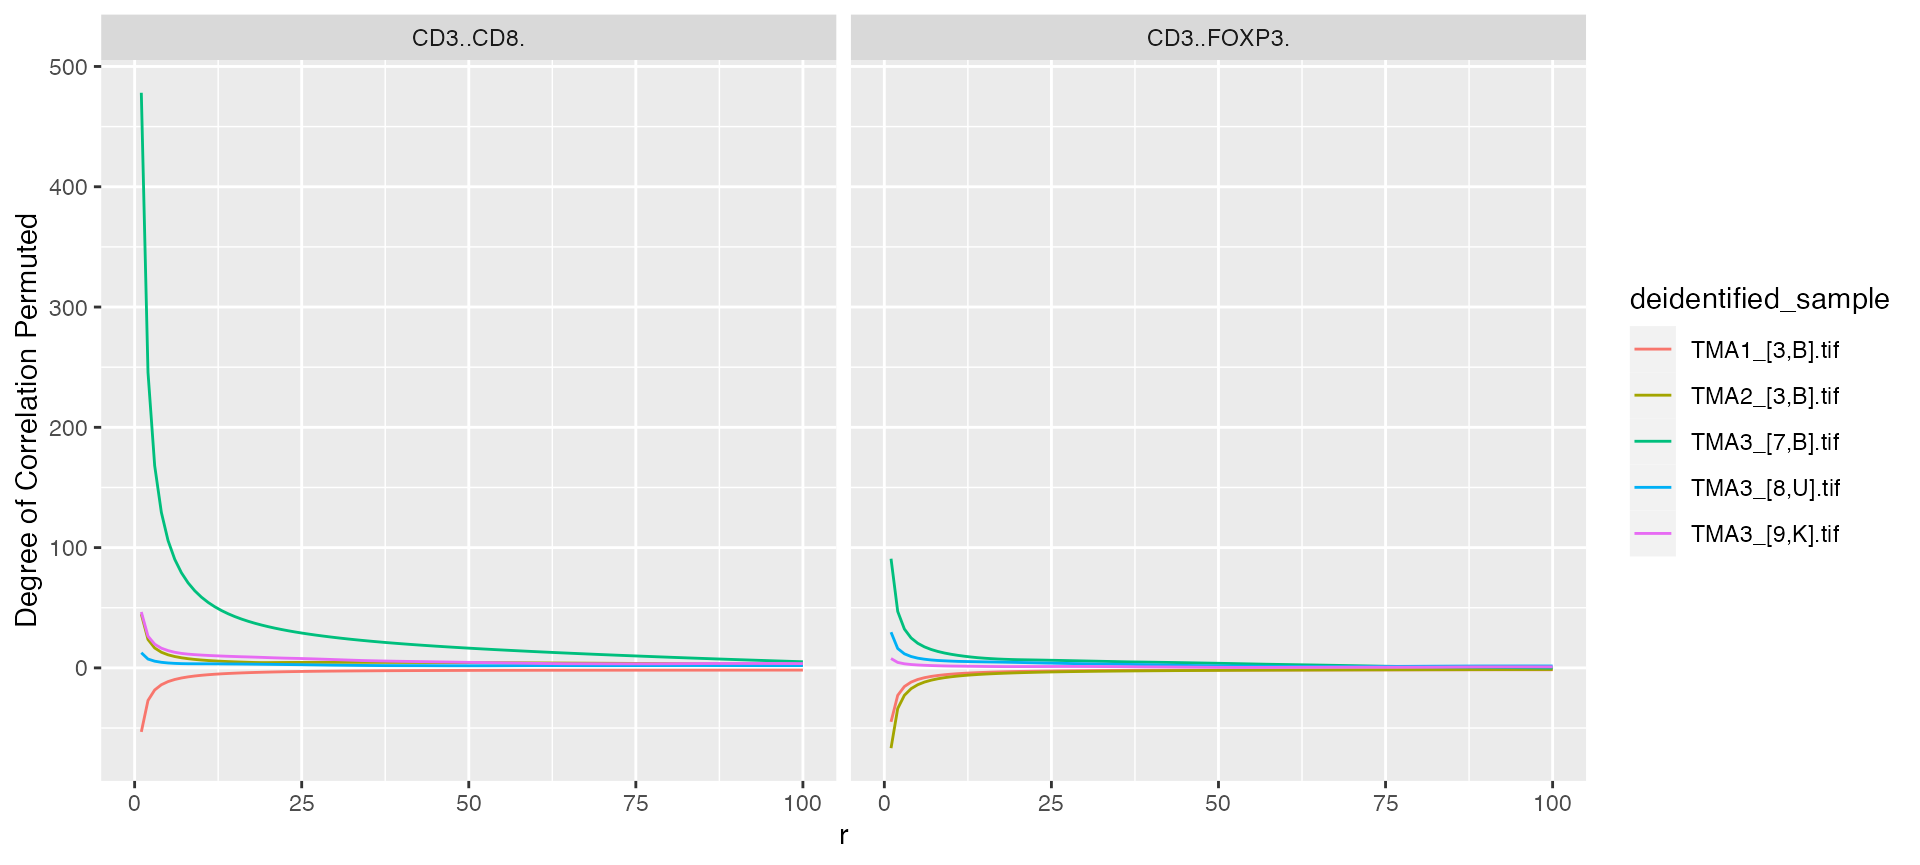 CD3..CD8.
CD3..FOXP3.
500
400
300
200
100
0
Degree of Correlation Permuted
0 25 50 75 100
0 25 50 75 100
r
deidentified_sample
TMA1_[3,B].tif
TMA2_[3,B].tif
TMA3_[7,B].tif
TMA3_[8,U].tif
TMA3_[9,K].tif